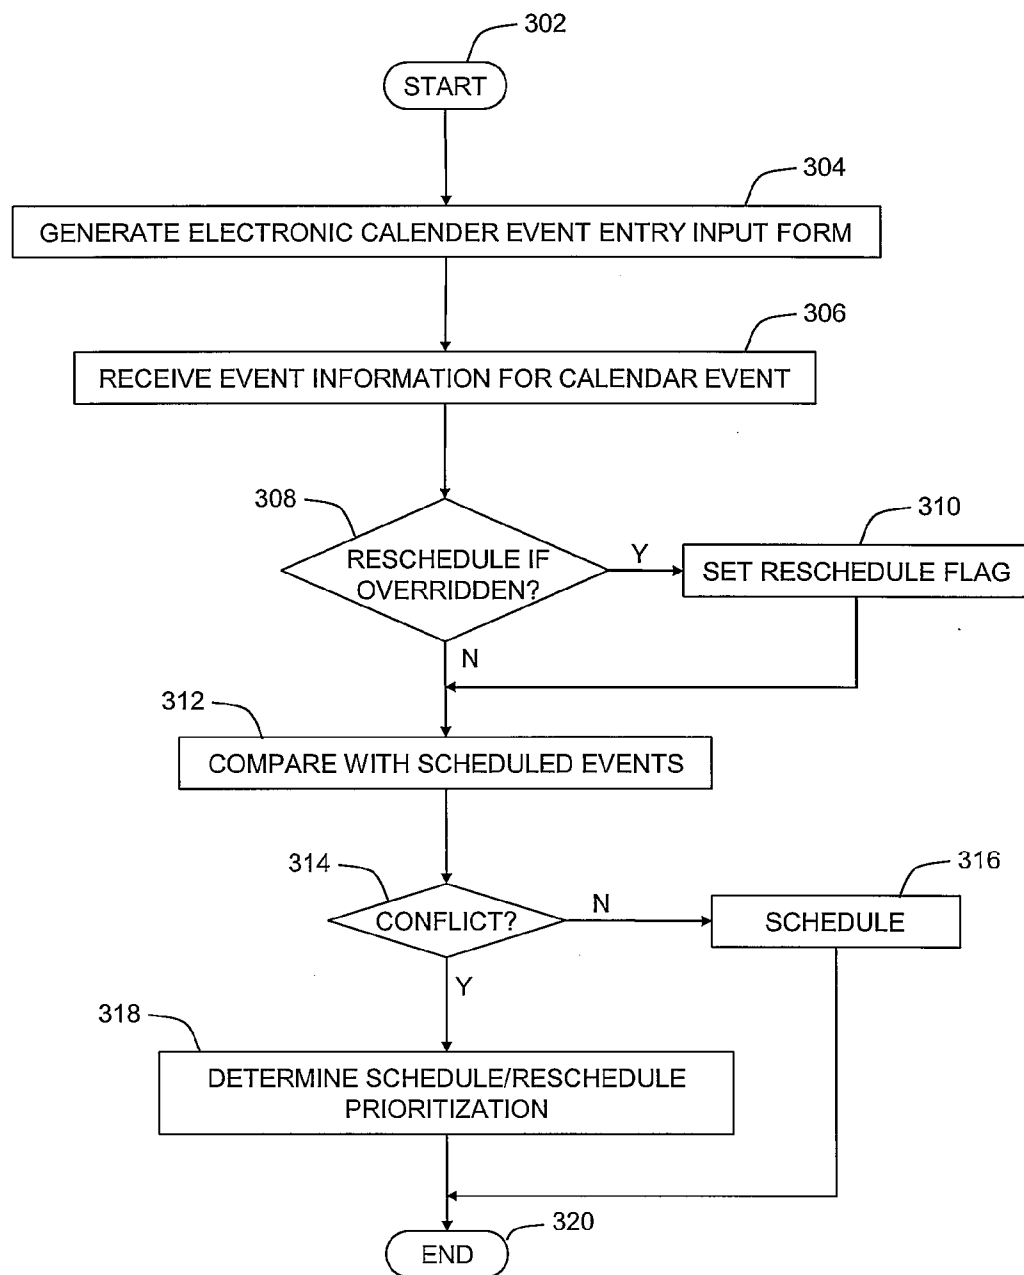 302
START
304
GENERATE ELECTRONIC CALENDER EVENT ENTRY INPUT FORM
306
RECEIVE EVENT INFORMATION FOR CALENDAR EVENT
308
RESCHEDULE IF
OVERRIDDEN?
Y
310
SET RESCHEDULE FLAG
N
312
COMPARE WITH SCHEDULED EVENTS
314
CONFLICT?
N
316
SCHEDULE
Y
318
DETERMINE SCHEDULE/RESCHEDULE
PRIORITIZATION
320
END